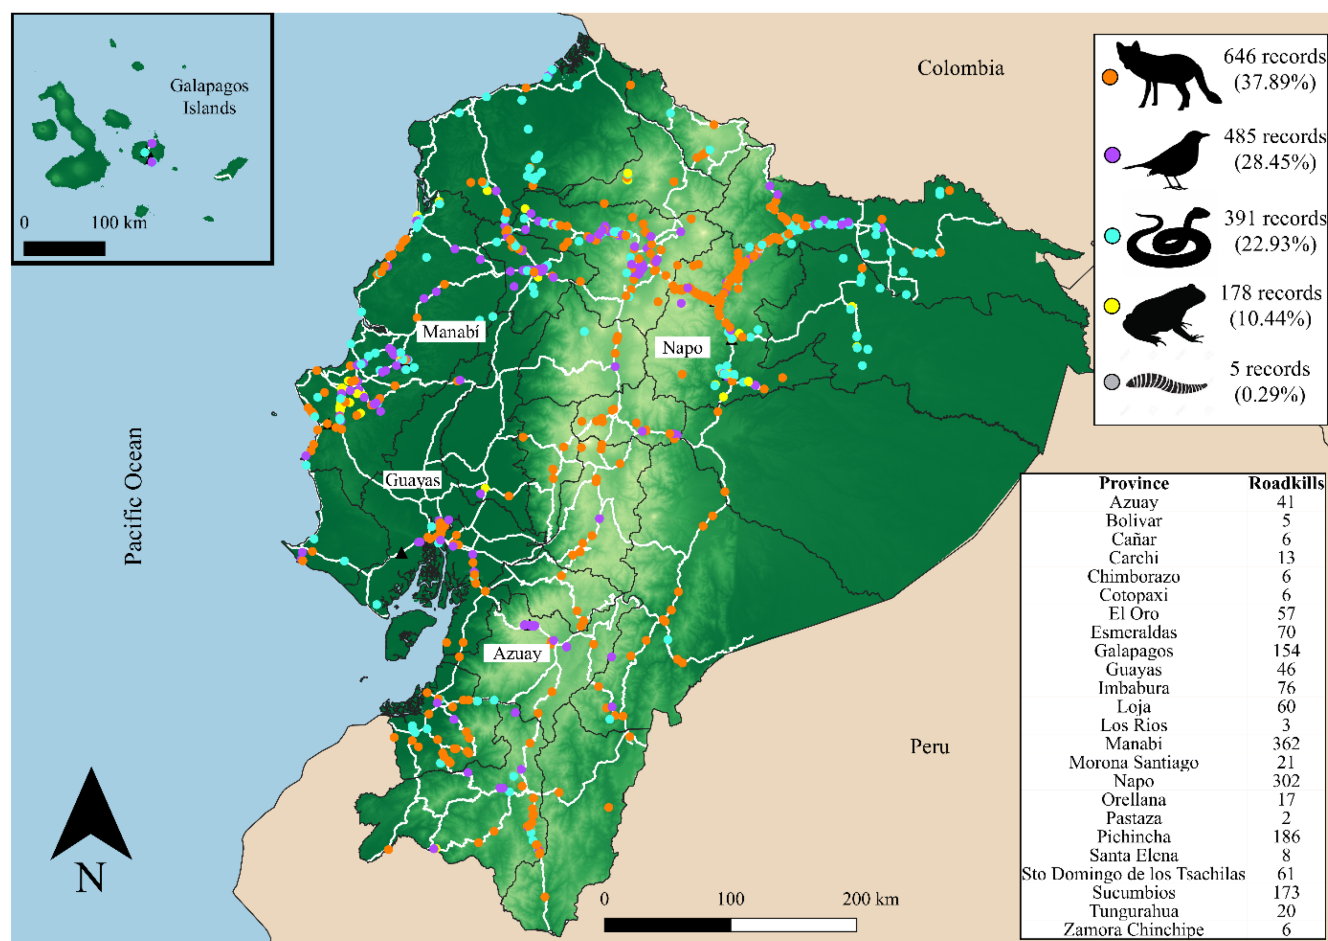 Galapagos
Islands
0 100 km
Colombia
646 records
(37.89%)
485 records
(28.45%)
391 records
(22.93%)
178 records
(10.44%)
5 records
(0.29%)
Manabí
Napo
Guayas
Azuay
Pacific Ocean
Peru
N
0 100 200 km
Province Roadkills
Azuay 41
Bolivar 5
Cañar 6
Carchi 13
Chimborazo 6
Cotopaxi 6
El Oro 57
Esmeraldas 70
Galapagos 154
Guayas 46
Imbabura 76
Loja 60
Los Rios 3
Manabi 362
Morona Santiago 21
Napo 302
Orellana 17
Pastaza 2
Pichincha 186
Santa Elena 8
Sto Domingo de los Tsachilas 61
Sucumbios 173
Tungurahua 20
Zamora Chinchipe 6